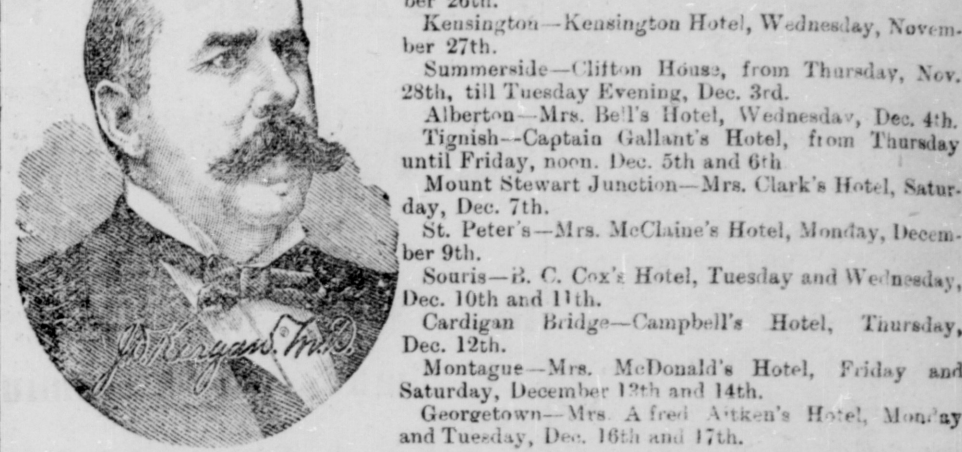 ber 26th.
Kensington—Kensington Hotel, Wednesday, Novem-
ber 27th.
Summerside—Clifton House, from Thursday, Nov.
28th, till Tuesday Evening, Dec. 3rd.
Alberton—Mrs. Bell's Hotel, Wednesday, Dec. 4th.
Tignish--Captain Gallant's Hotel, from Thursday
until Friday, noon. Dec. 5th and 6th
Mount Stewart Junction—Mrs. Clark's Hotel, Satur-
day, Dec. 7th.
St. Peter's—Mrs. McClaine's Hotel, Monday, Decem-
ber 9th.
Souris—B. C. Cox's Hotel, Tuesday and Wednesday,
Dec. 10th and 11th.
Cardigan Bridge—Campbell's Hotel, Thursday,
Dec. 12th.
Montague—Mrs. McDonald's Hotel, Friday and
Saturday, December 13th and 14th.
Georgetown—Mrs. Alfred Aitken's Hotel, Monday
and Tuesday, Dec. 16th and 17th.
J.D. Kergan. M.D.